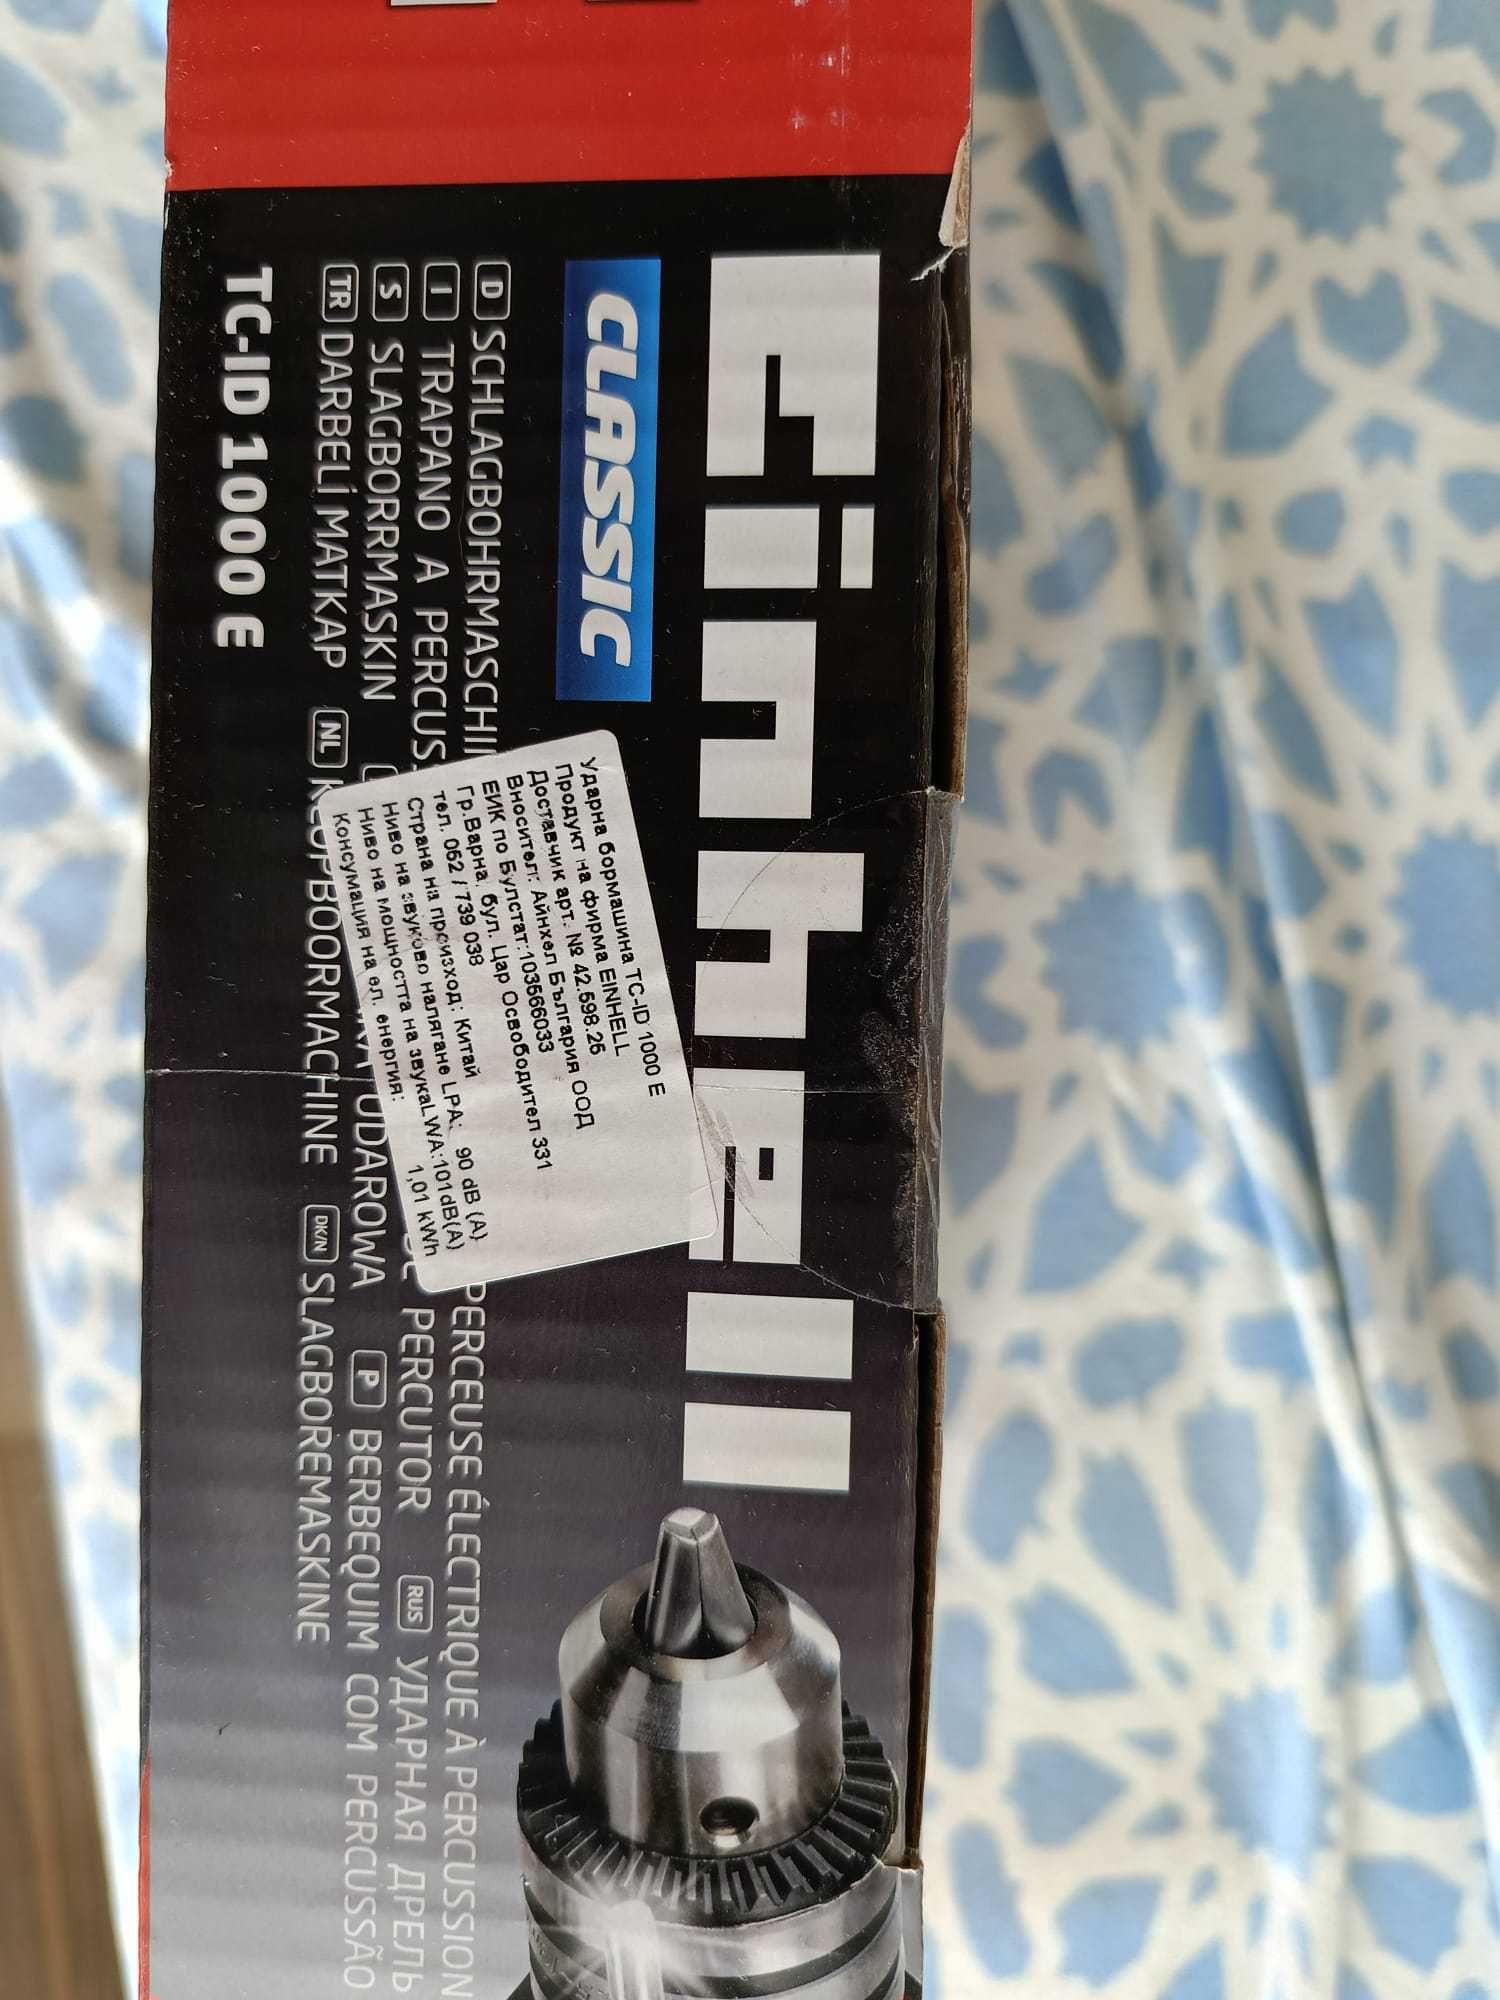 Einhell
CLASSIC
D SCHLAGBOHRMASCHI
PERCEUSE ÉLECTRIQUE À PERCUSSION
I TRAPANO A PERCUS
PERCUTOR RUS УДАРНАЯ ДРЕЛЬ
S SLAGBORRMASKIN
UDAROWA P BERBEQUIM COM PERCUSSÃO
TR DARBELİ MATKAP NL KLOPBOORMACHINE DK/N SLAGBOREMASKINE
TC-ID 1000 E
Ударна бормашина TC-ID 1000 E
Продукт на фирма EINHELL
Доставчик арт. № 42.598.26
Вносител: Айнхел България ООД
ЕИК по Булстат:103566033
Гр.Варна, бул. Цар Освободител 331
тел. 052 / 739 038
Страна на произход: Китай
Ниво на звуково налягане LPA: 90 dB (A)
Ниво на мощността на звукаLWA:101dB(A)
Консумация на ел. енергия: 1,01 kWh